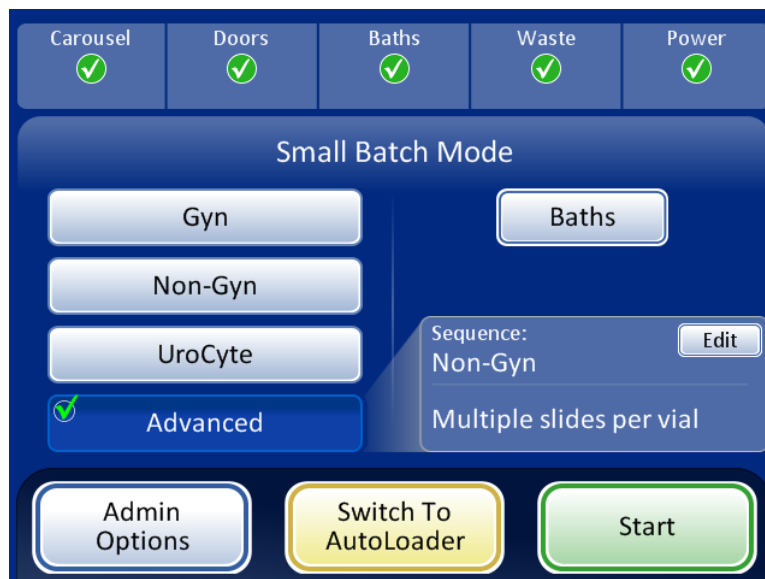 Carousel
Doors
Baths
Waste
Power
Small Batch Mode
Gyn
Non-Gyn
UroCyte
Advanced
Baths
Sequence:
Non-Gyn
Edit
Multiple slides per vial
Admin
Options
Switch To
AutoLoader
Start